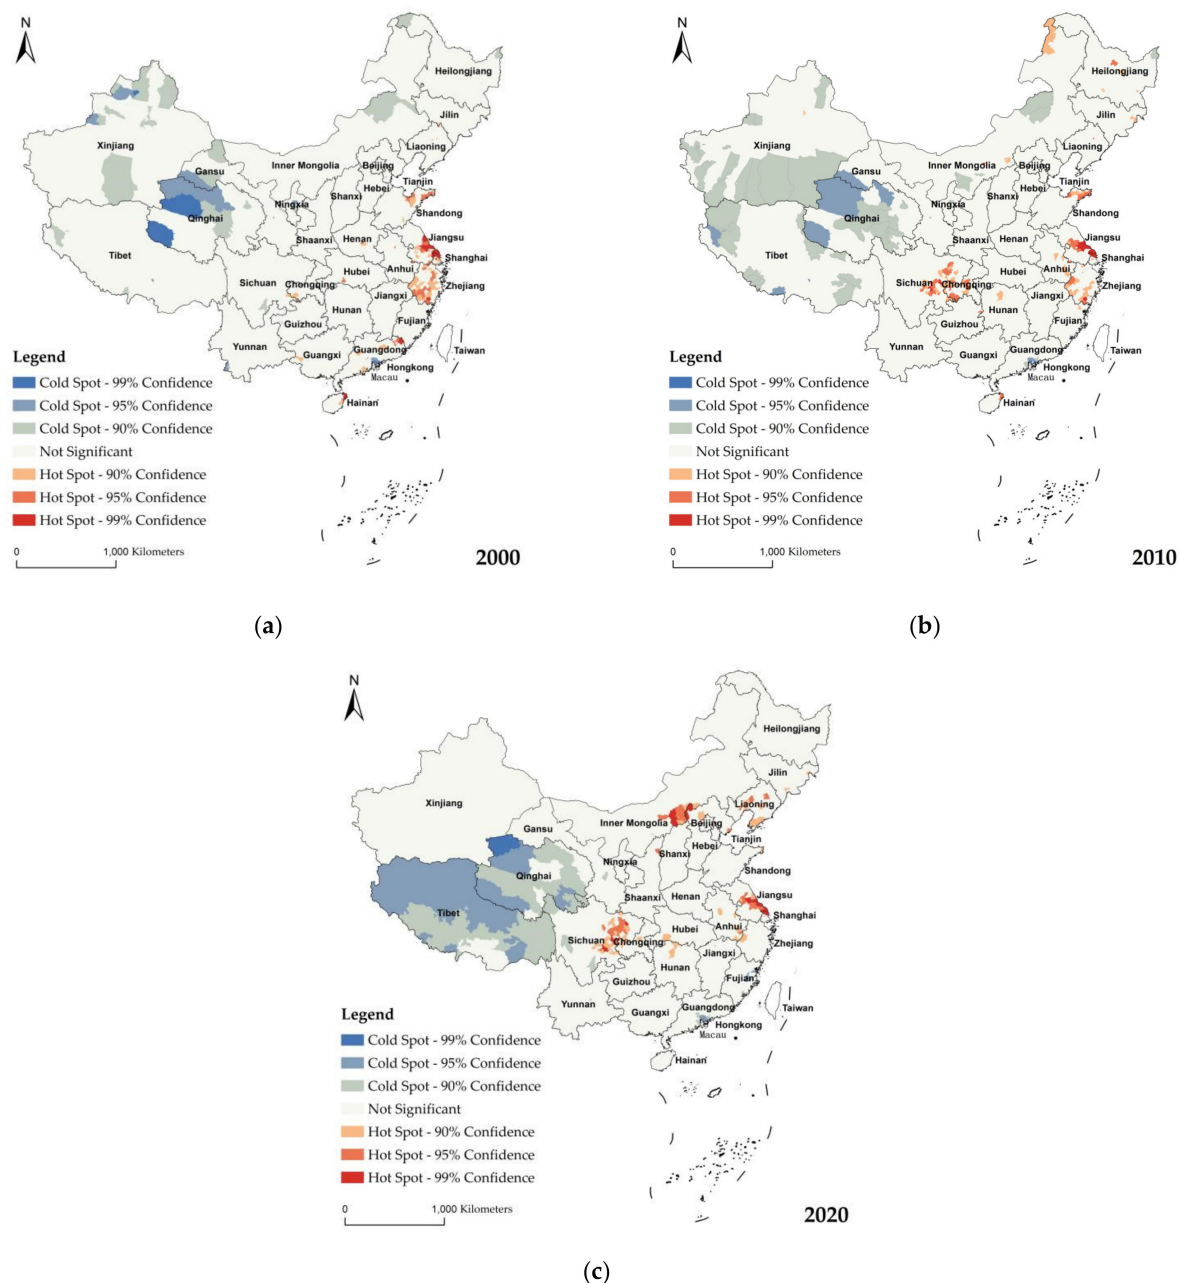 N
Heilongjiang
Jilin
Xinjiang
Liaoning
Gansu
Inner Mongolia
Beijing
Tianjin
Hebei
Shanxi
Ningxia
Qinghai
Shandong
Shaanxi
Henan
Jiangsu
Tibet
Shanghai
Hubei
Anhui
Sichuan
Chongqing
Zhejiang
Jiangxi
Hunan
Guizhou
Fujian
Yunnan
Guangdong
Taiwan
Guangxi
Hongkong
Macau
Hainan
Legend
Cold Spot - 99% Confidence
Cold Spot - 95% Confidence
Cold Spot - 90% Confidence
Not Significant
Hot Spot - 90% Confidence
Hot Spot - 95% Confidence
Hot Spot - 99% Confidence
0 1,000 Kilometers
2000
(a)
N
Heilongjiang
Jilin
Xinjiang
Liaoning
Gansu
Inner Mongolia
Beijing
Tianjin
Hebei
Shanxi
Ningxia
Qinghai
Shandong
Shaanxi
Henan
Jiangsu
Tibet
Shanghai
Hubei
Anhui
Sichuan
Chongqing
Zhejiang
Jiangxi
Hunan
Guizhou
Fujian
Yunnan
Guangdong
Taiwan
Guangxi
Hongkong
Macau
Hainan
Legend
Cold Spot - 99% Confidence
Cold Spot - 95% Confidence
Cold Spot - 90% Confidence
Not Significant
Hot Spot - 90% Confidence
Hot Spot - 95% Confidence
Hot Spot - 99% Confidence
0 1,000 Kilometers
2010
(b)
N
Heilongjiang
Jilin
Xinjiang
Liaoning
Gansu
Inner Mongolia
Beijing
Tianjin
Hebei
Shanxi
Ningxia
Qinghai
Shandong
Shaanxi
Henan
Jiangsu
Tibet
Shanghai
Hubei
Anhui
Sichuan
Chongqing
Zhejiang
Jiangxi
Hunan
Guizhou
Fujian
Yunnan
Guangdong
Taiwan
Guangxi
Hongkong
Macau
Hainan
Legend
Cold Spot - 99% Confidence
Cold Spot - 95% Confidence
Cold Spot - 90% Confidence
Not Significant
Hot Spot - 90% Confidence
Hot Spot - 95% Confidence
Hot Spot - 99% Confidence
0 1,000 Kilometers
2020
(c)